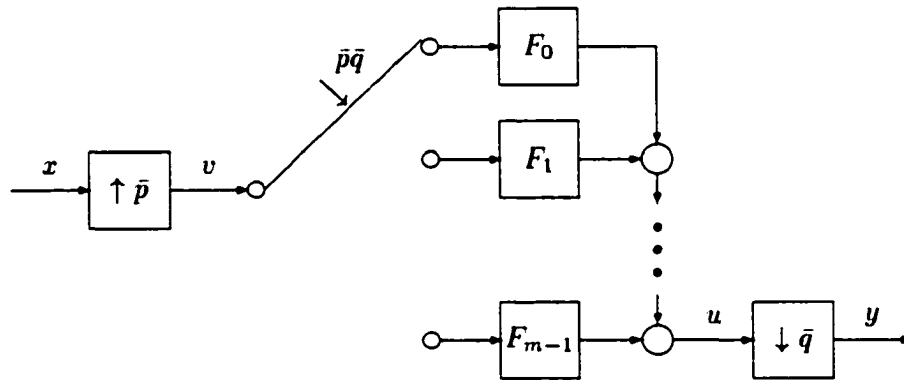 p̄q̄
F₀
x
↑ p̄
v
F₁
Fₘ₋₁
u
↓ q̄
y